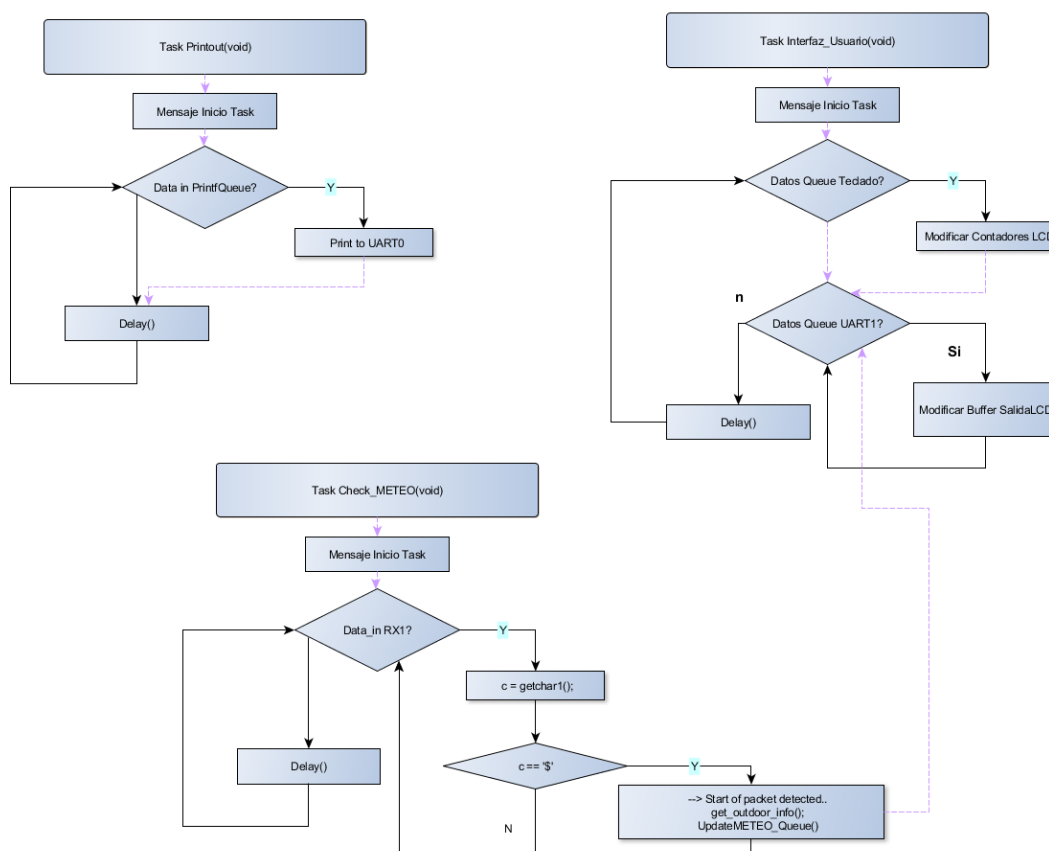 Task Printout(void)
Mensaje Inicio Task
Data in PrintfQueue?
Y
Print to UART0
Delay()
Task Interfaz_Usuario(void)
Mensaje Inicio Task
Datos Queue Teclado?
Y
Modificar Contadores LCD
n
Datos Queue UART1?
Si
Modificar Buffer SalidaLCD
Delay()
Task Check_METEO(void)
Mensaje Inicio Task
Data_in RX1?
Y
c = getchar1();
Delay()
c == '$'
Y
--> Start of packet detected..
get_outdoor_info();
UpdateMETEO_Queue()
N